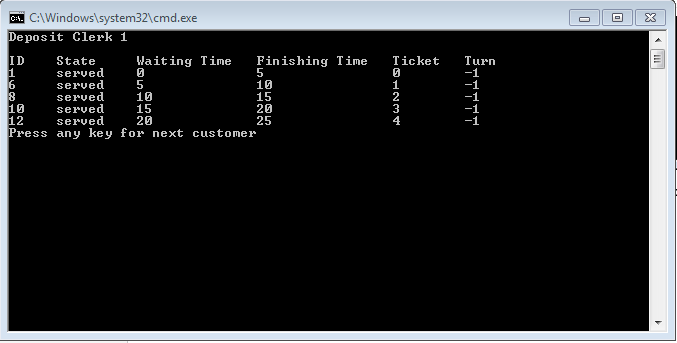 C:\Windows\system32\cmd.exe
Deposit Clerk 1
ID State Waiting Time Finishing Time Ticket Turn
1 served 0 5 0 -1
6 served 5 10 1 -1
8 served 10 15 2 -1
10 served 15 20 3 -1
12 served 20 25 4 -1
Press any key for next customer